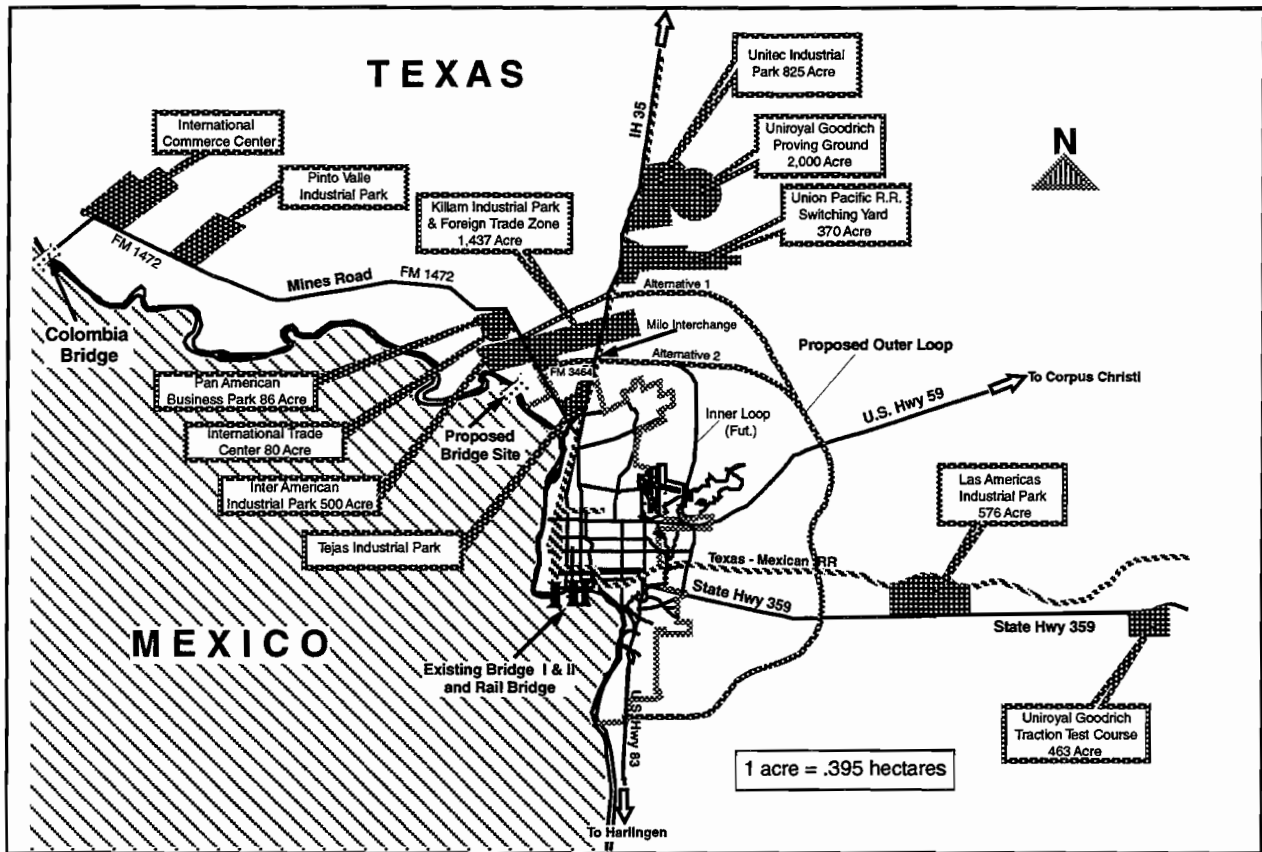 TEXAS
International
Commerce Center
Pinto Valle
Industrial Park
Killam Industrial Park
& Foreign Trade Zone
1,437 Acre
IH 35
Unitec Industrial
Park 825 Acre
Uniroyal Goodrich
Proving Ground
2,000 Acre
Union Pacific R.R.
Switching Yard
370 Acre
N
FM 1472
Mines Road
FM 1472
Colombia
Bridge
Alternative 1
Milo Interchange
Alternative 2
FM 3464
Proposed Outer Loop
To Corpus Christi
U.S. Hwy 59
Inner Loop
(Fut.)
Pan American
Business Park 86 Acre
International Trade
Center 80 Acre
Proposed
Bridge Site
Inter American
Industrial Park 500 Acre
Tejas Industrial Park
Las Americas
Industrial Park
576 Acre
Texas - Mexican RR
State Hwy 359
State Hwy 359
MEXICO
I II
Existing Bridge I & II
and Rail Bridge
U.S. Hwy 83
Uniroyal Goodrich
Traction Test Course
463 Acre
1 acre = .395 hectares
To Harlingen